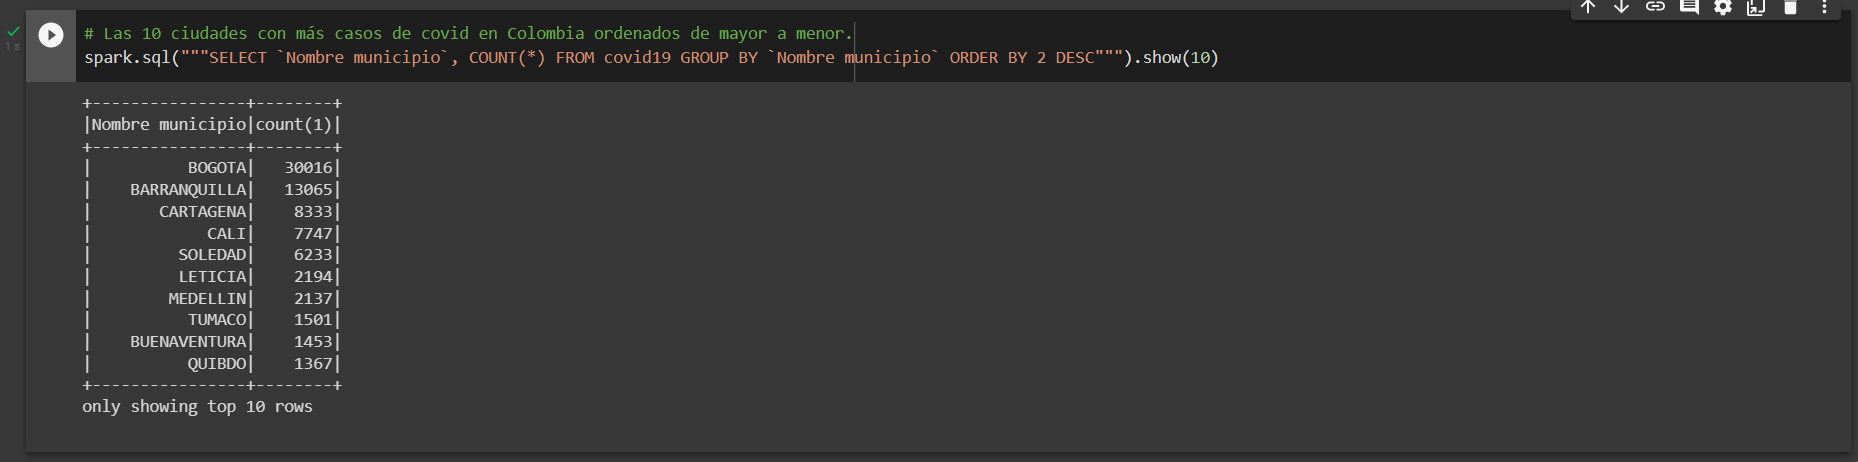 # Las 10 ciudades con más casos de covid en Colombia ordenados de mayor a menor.
1 s
spark.sql("""SELECT `Nombre municipio`, COUNT(*) FROM covid19 GROUP BY `Nombre municipio` ORDER BY 2 DESC""").show(10)
+----------------+--------+
|Nombre municipio|count(1)|
+----------------+--------+
|          BOGOTA|   30016|
|    BARRANQUILLA|   13065|
|       CARTAGENA|    8333|
|            CALI|    7747|
|         SOLEDAD|    6233|
|         LETICIA|    2194|
|        MEDELLIN|    2137|
|          TUMACO|    1501|
|    BUENAVENTURA|    1453|
|          QUIBDO|    1367|
+----------------+--------+
only showing top 10 rows